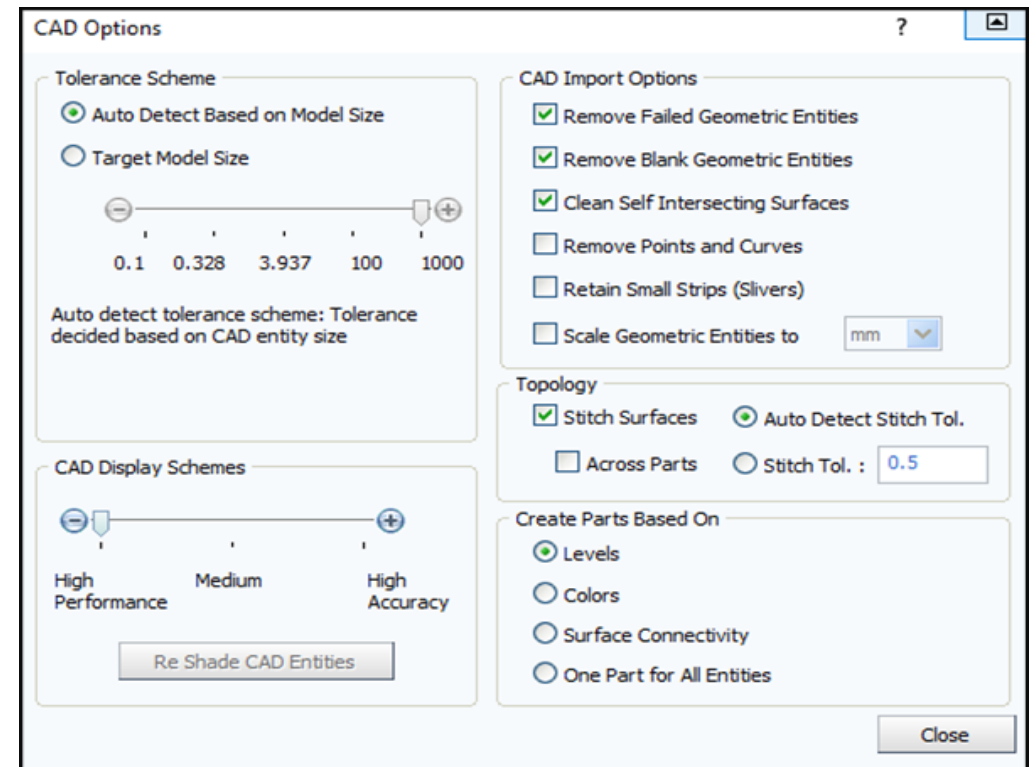 CAD Options
?
Tolerance Scheme
Auto Detect Based on Model Size
Target Model Size
0.1 0.328 3.937 100 1000
Auto detect tolerance scheme: Tolerance
decided based on CAD entity size
CAD Display Schemes
High Performance
Medium
High Accuracy
Re Shade CAD Entities
CAD Import Options
Remove Failed Geometric Entities
Remove Blank Geometric Entities
Clean Self Intersecting Surfaces
Remove Points and Curves
Retain Small Strips (Slivers)
Scale Geometric Entities to mm
Topology
Stitch Surfaces Auto Detect Stitch Tol.
Across Parts Stitch Tol. : 0.5
Create Parts Based On
Levels
Colors
Surface Connectivity
One Part for All Entities
Close